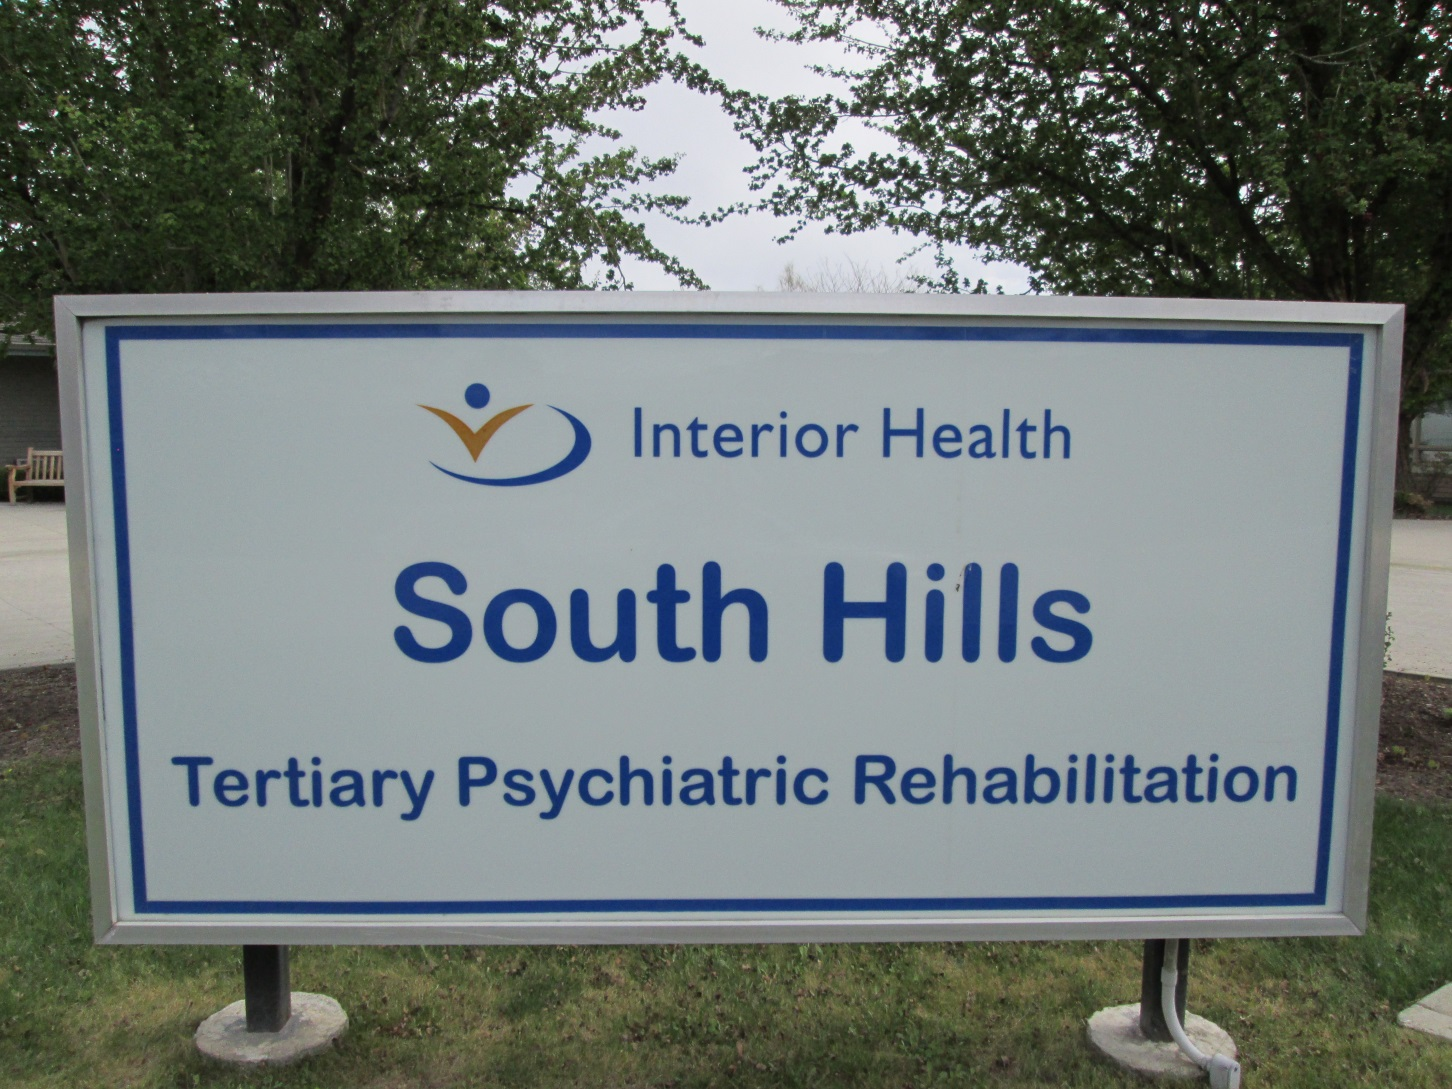 Interior Health
South Hills
Tertiary Psychiatric Rehabilitation